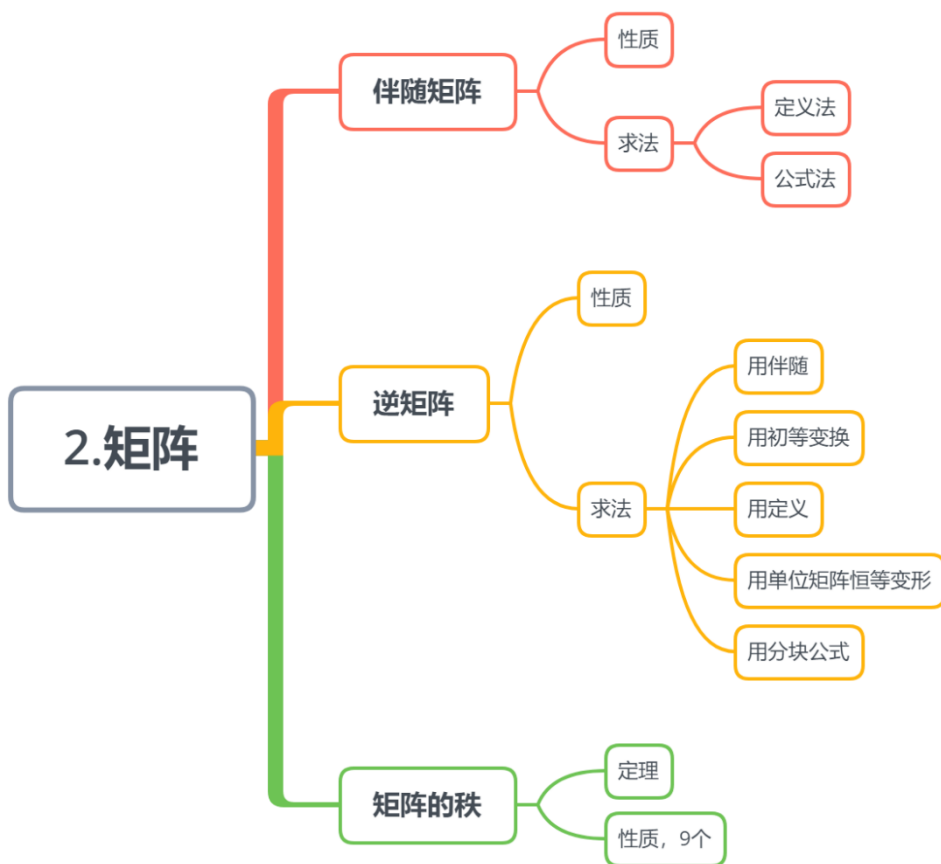 2.矩阵
伴随矩阵
性质
求法
定义法
公式法
逆矩阵
性质
求法
用伴随
用初等变换
用定义
用单位矩阵恒等变形
用分块公式
矩阵的秩
定理
性质，9个